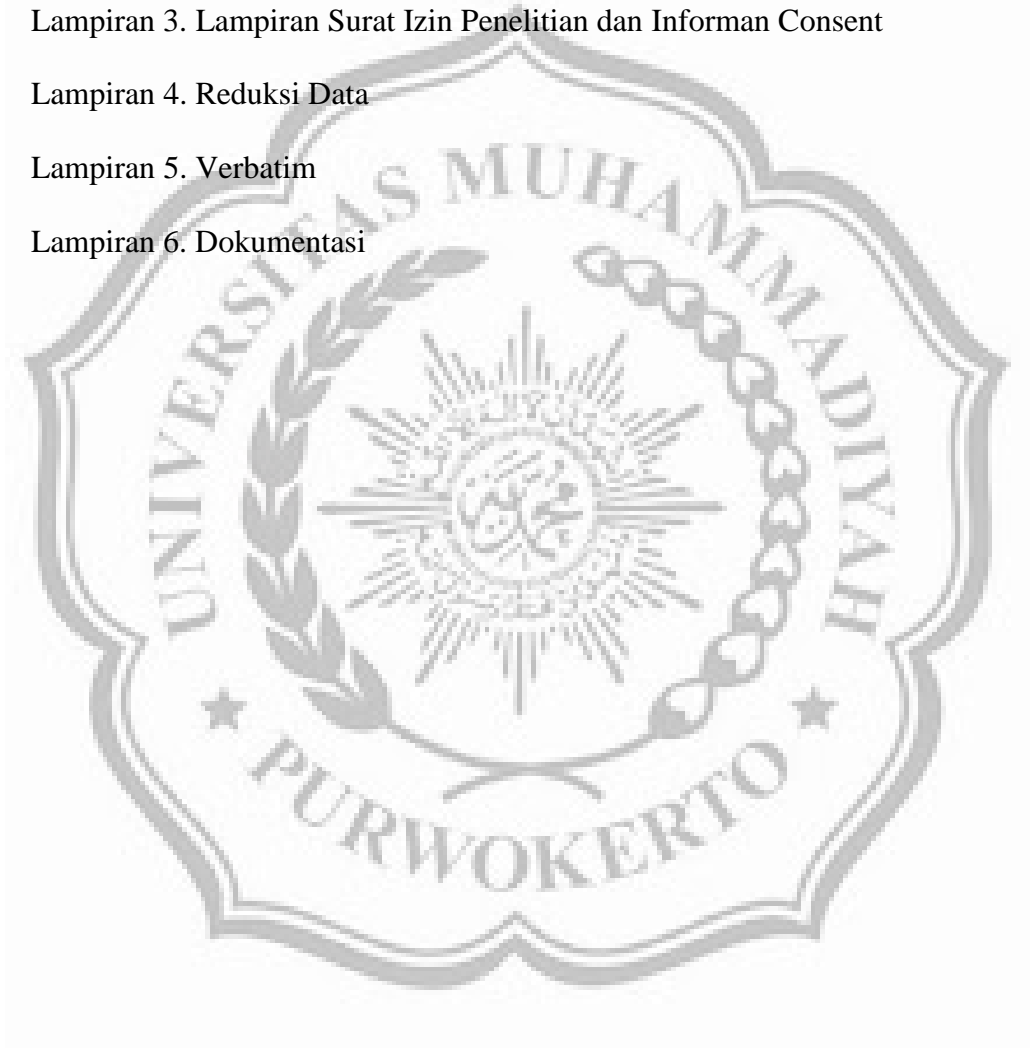 Lampiran 3. Lampiran Surat Izin Penelitian dan Informan Consent
Lampiran 4. Reduksi Data
Lampiran 5. Verbatim
Lampiran 6. Dokumentasi
UNIVERSITAS MUHAMMADIYAH
PURWOKERTO